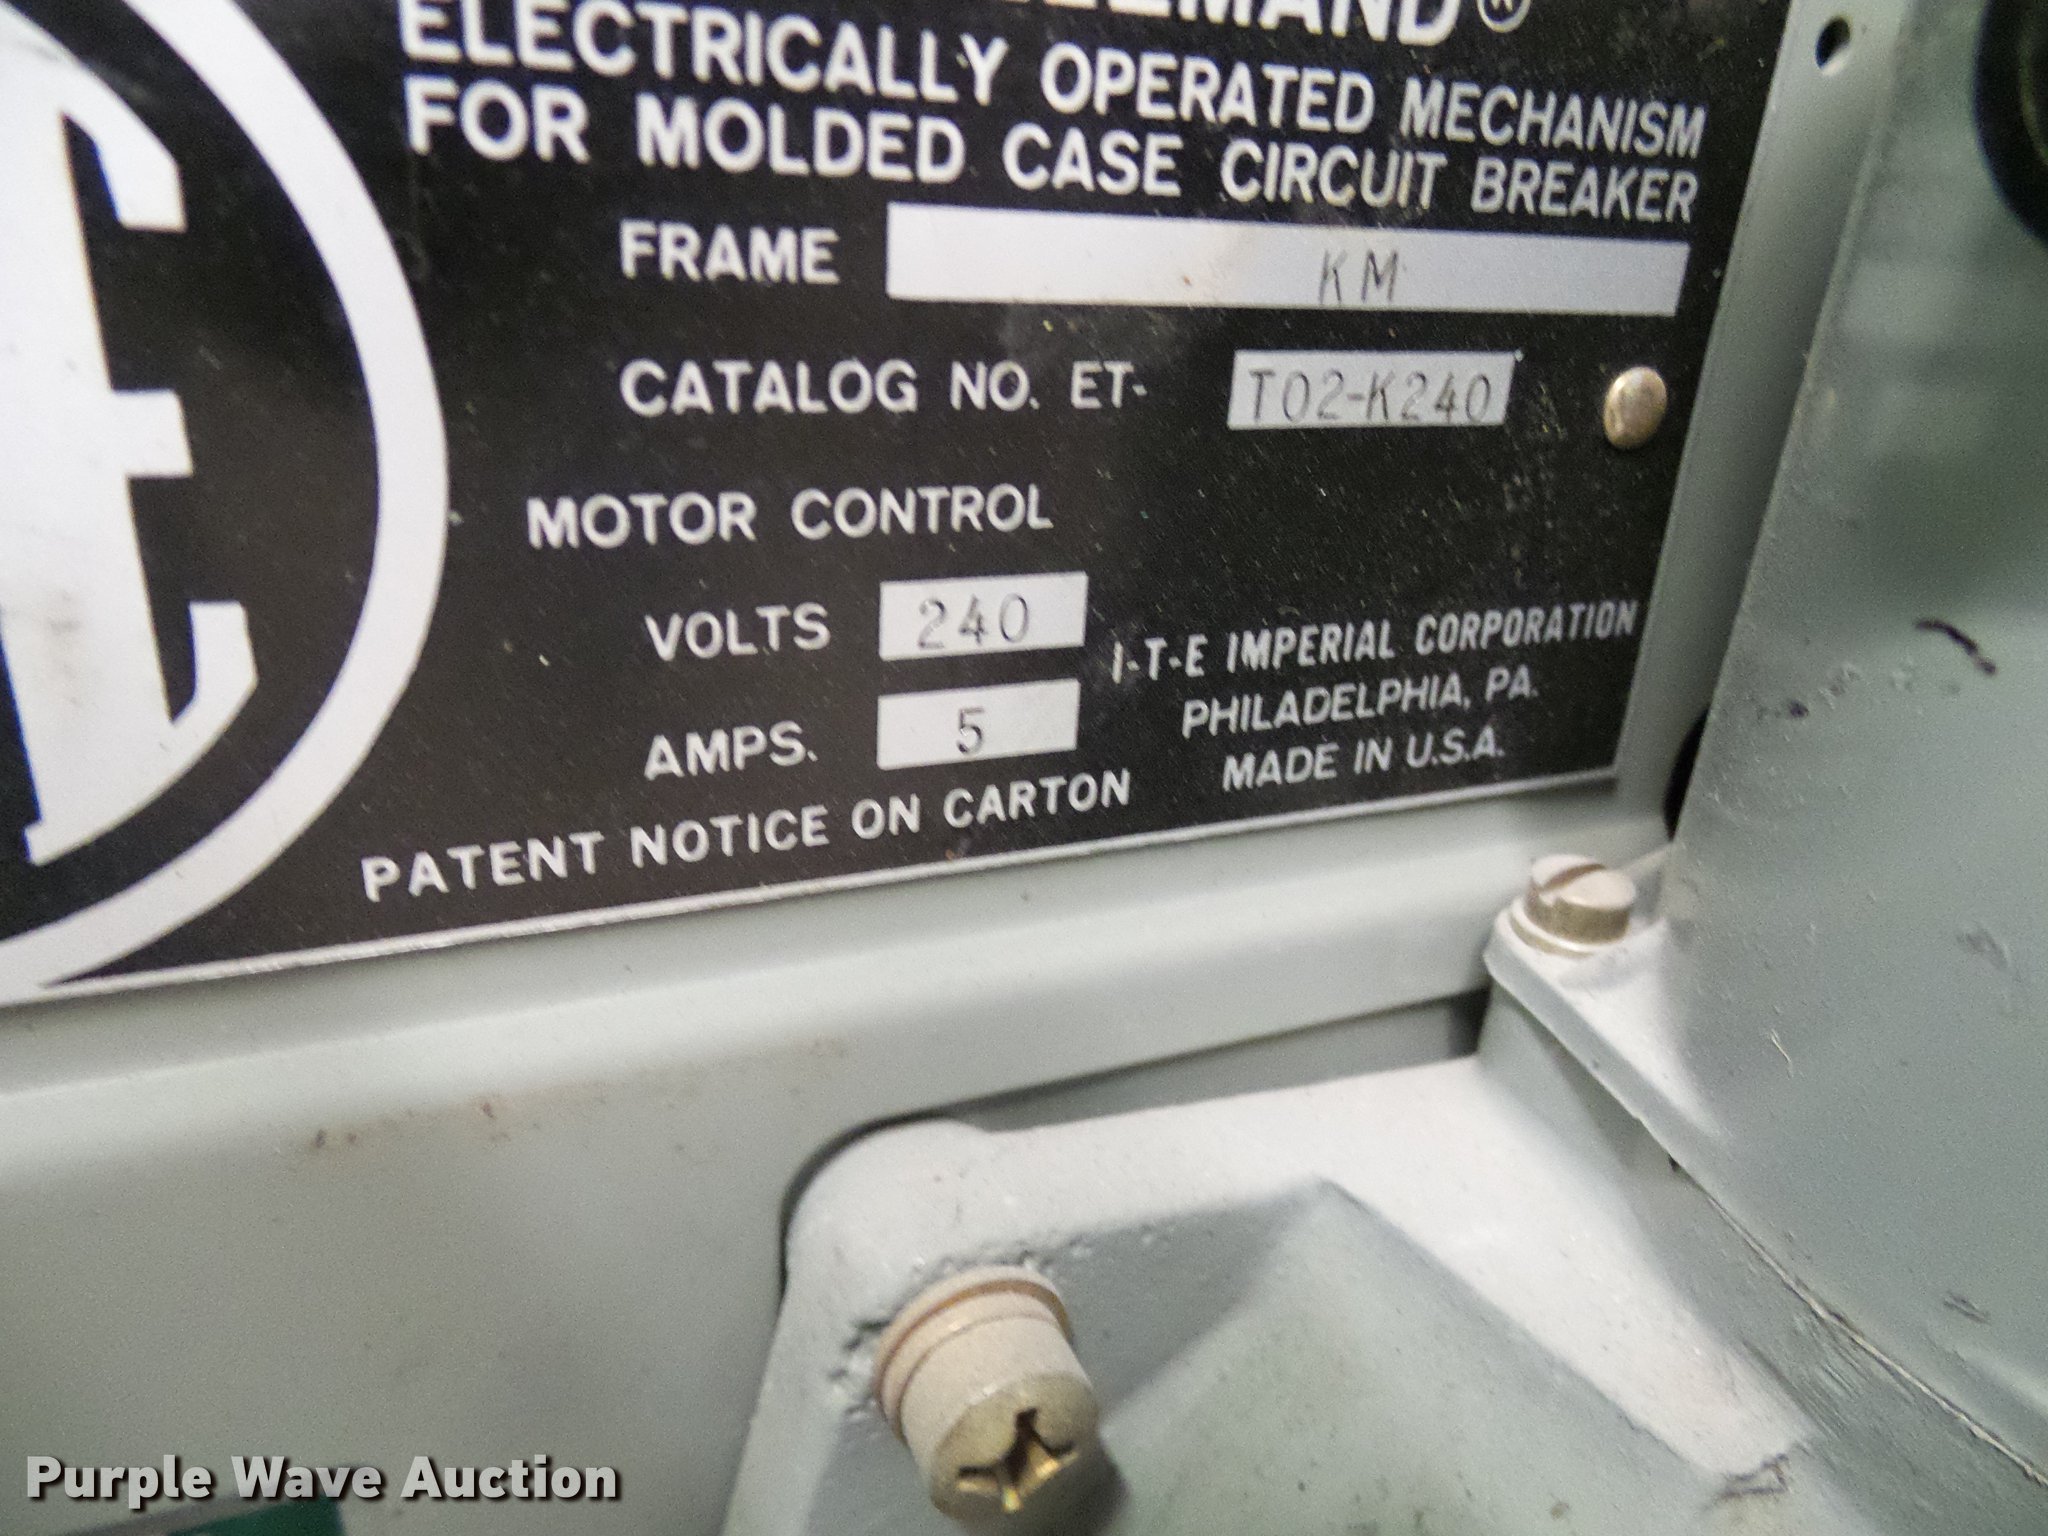 ELECTRICALLY OPERATED MECHANISM
FOR MOLDED CASE CIRCUIT BREAKER
FRAME KM
CATALOG NO. ET- T02-K240
MOTOR CONTROL
VOLTS 240
AMPS. 5
I-T-E IMPERIAL CORPORATION
PHILADELPHIA, PA.
MADE IN U.S.A.
PATENT NOTICE ON CARTON
Purple Wave Auction